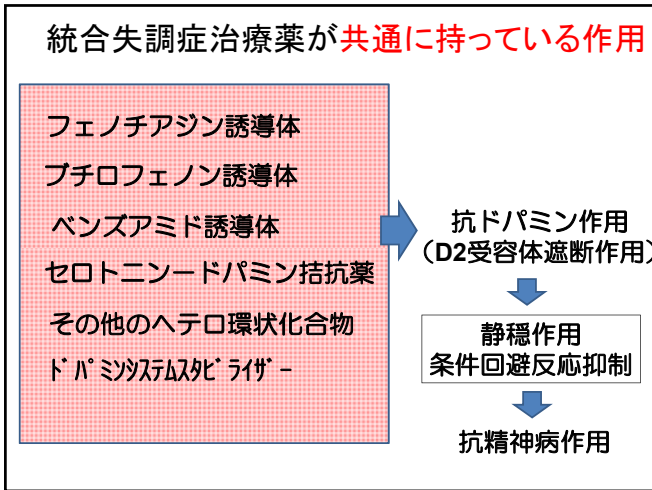 統合失調症治療薬が共通に持っている作用
フェノチアジン誘導体
ブチロフェノン誘導体
ベンズアミド誘導体
セロトニンードパミン拮抗薬
その他のヘテロ環状化合物
ﾄﾞﾊﾟﾐﾝｼｽﾃﾑｽﾀﾋﾞﾗｲｻﾞｰ
抗ドパミン作用
（D2受容体遮断作用）
静穏作用
条件回避反応抑制
抗精神病作用